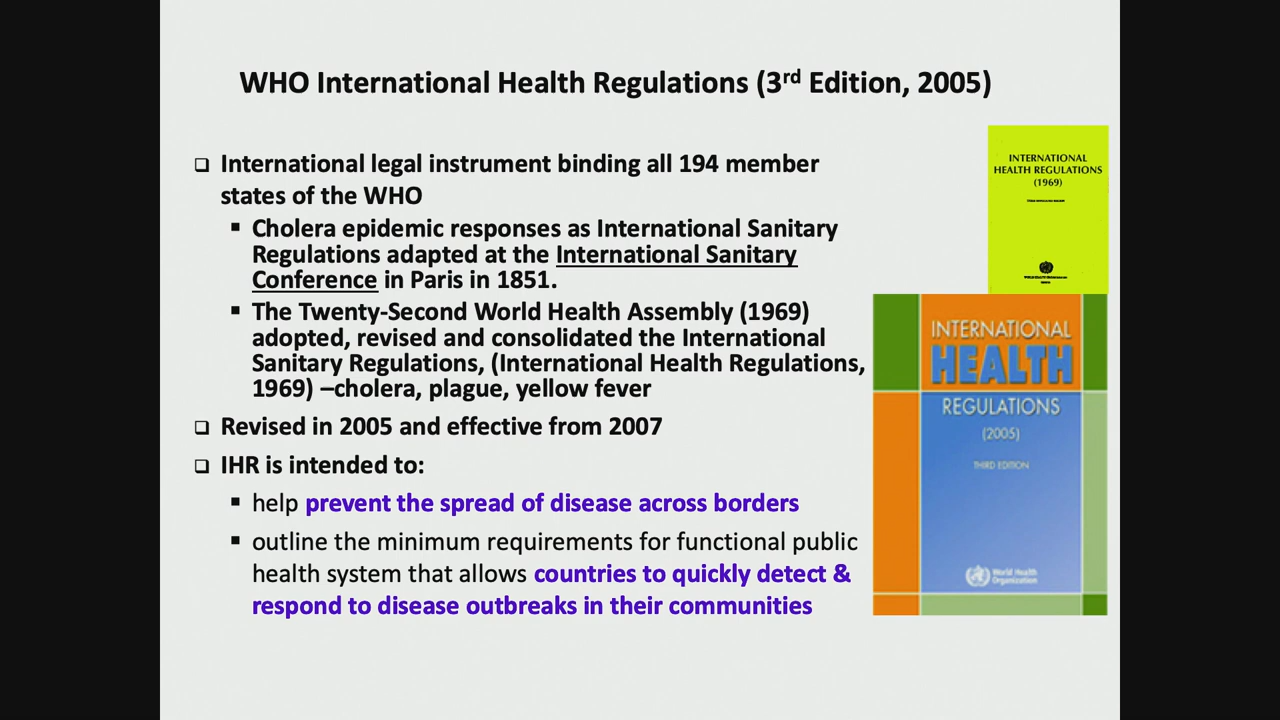 WHO International Health Regulations (3rd Edition, 2005)
❑ International legal instrument binding all 194 member
states of the WHO
▪ Cholera epidemic responses as International Sanitary
Regulations adapted at the International Sanitary
Conference in Paris in 1851.
▪ The Twenty-Second World Health Assembly (1969)
adopted, revised and consolidated the International
Sanitary Regulations, (International Health Regulations,
1969) –cholera, plague, yellow fever
❑ Revised in 2005 and effective from 2007
❑ IHR is intended to:
▪ help prevent the spread of disease across borders
▪ outline the minimum requirements for functional public
health system that allows countries to quickly detect &
respond to disease outbreaks in their communities
INTERNATIONAL
HEALTH REGULATIONS
(1969)
INTERNATIONAL
HEALTH
REGULATIONS
(2005)
THIRD EDITION
World Health
Organization